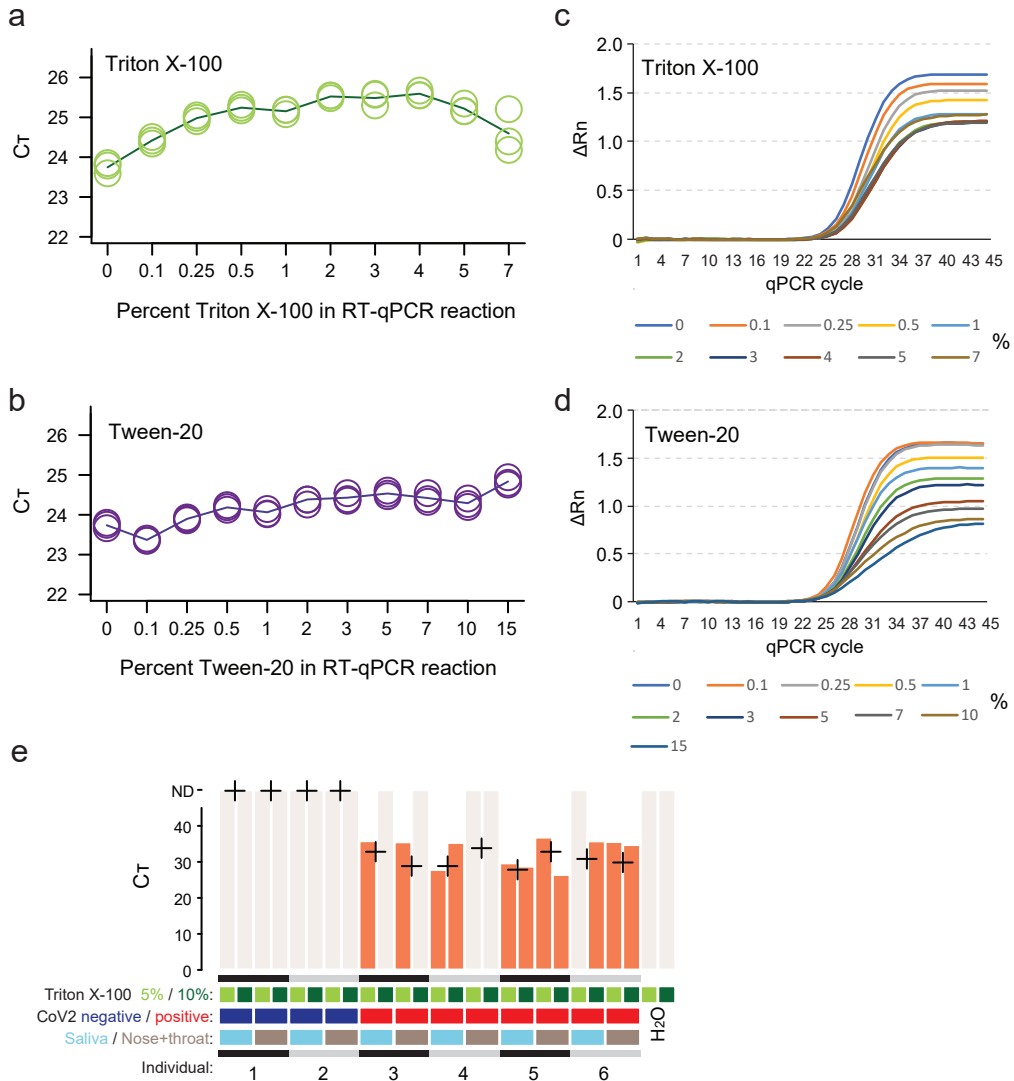 a
Triton X-100
26
25
24
23
22
CT
0 0.1 0.25 0.5 1 2 3 4 5 7
Percent Triton X-100 in RT-qPCR reaction
c
Triton X-100
2.0
1.5
1.0
0.5
0
ΔRn
1 4 7 10 13 16 19 22 25 28 31 34 37 40 43 45
qPCR cycle
0 0.1 0.25 0.5 1
2 3 4 5 7
%
b
Tween-20
26
25
24
23
22
CT
0 0.1 0.25 0.5 1 2 3 5 7 10 15
Percent Tween-20 in RT-qPCR reaction
d
Tween-20
2.0
1.5
1.0
0.5
0
ΔRn
1 4 7 10 13 16 19 22 25 28 31 34 37 40 43 45
qPCR cycle
0 0.1 0.25 0.5 1
2 3 5 7 10
15
%
e
ND
40
30
20
10
0
CT
Triton X-100 5% / 10%:
CoV2 negative / positive:
Saliva / Nose+throat:
Individual: 1 2 3 4 5 6
H2O